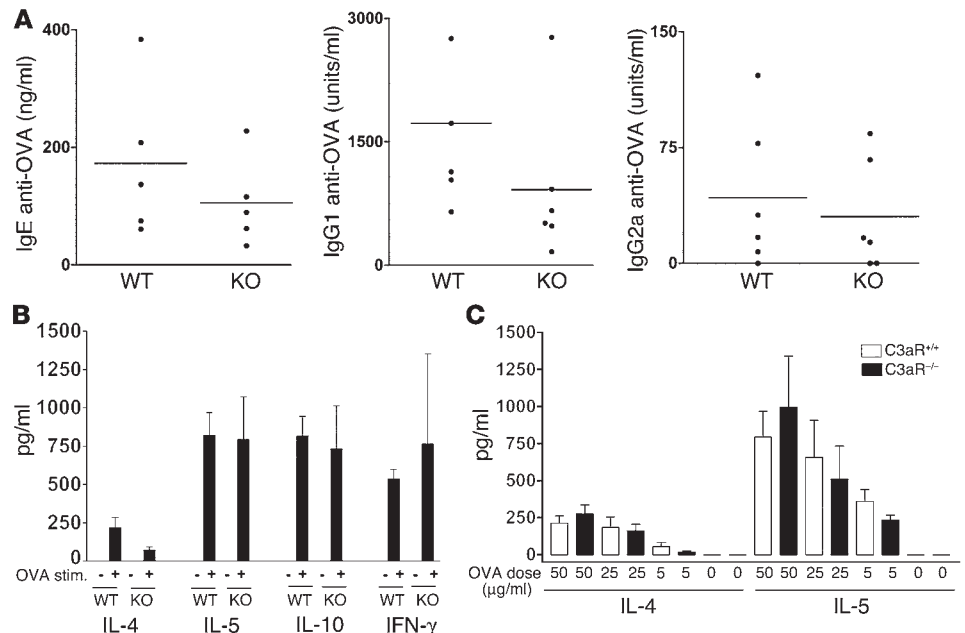 A
IgE anti-OVA (ng/ml)
400
200
0
WT KO
IgG1 anti-OVA (units/ml)
3000
1500
0
WT KO
IgG2a anti-OVA (units/ml)
150
75
0
WT KO
B
pg/ml
1500
1250
1000
750
500
250
0
OVA stim. - + - + - + - + - + - + - + - +
WT KO WT KO WT KO WT KO
IL-4 IL-5 IL-10 IFN-γ
C
pg/ml
1500
1250
1000
750
500
250
0
C3aR+/+
C3aR-/-
OVA dose 50 50 25 25 5 5 0 0 50 50 25 25 5 5 0 0
(µg/ml)
IL-4 IL-5